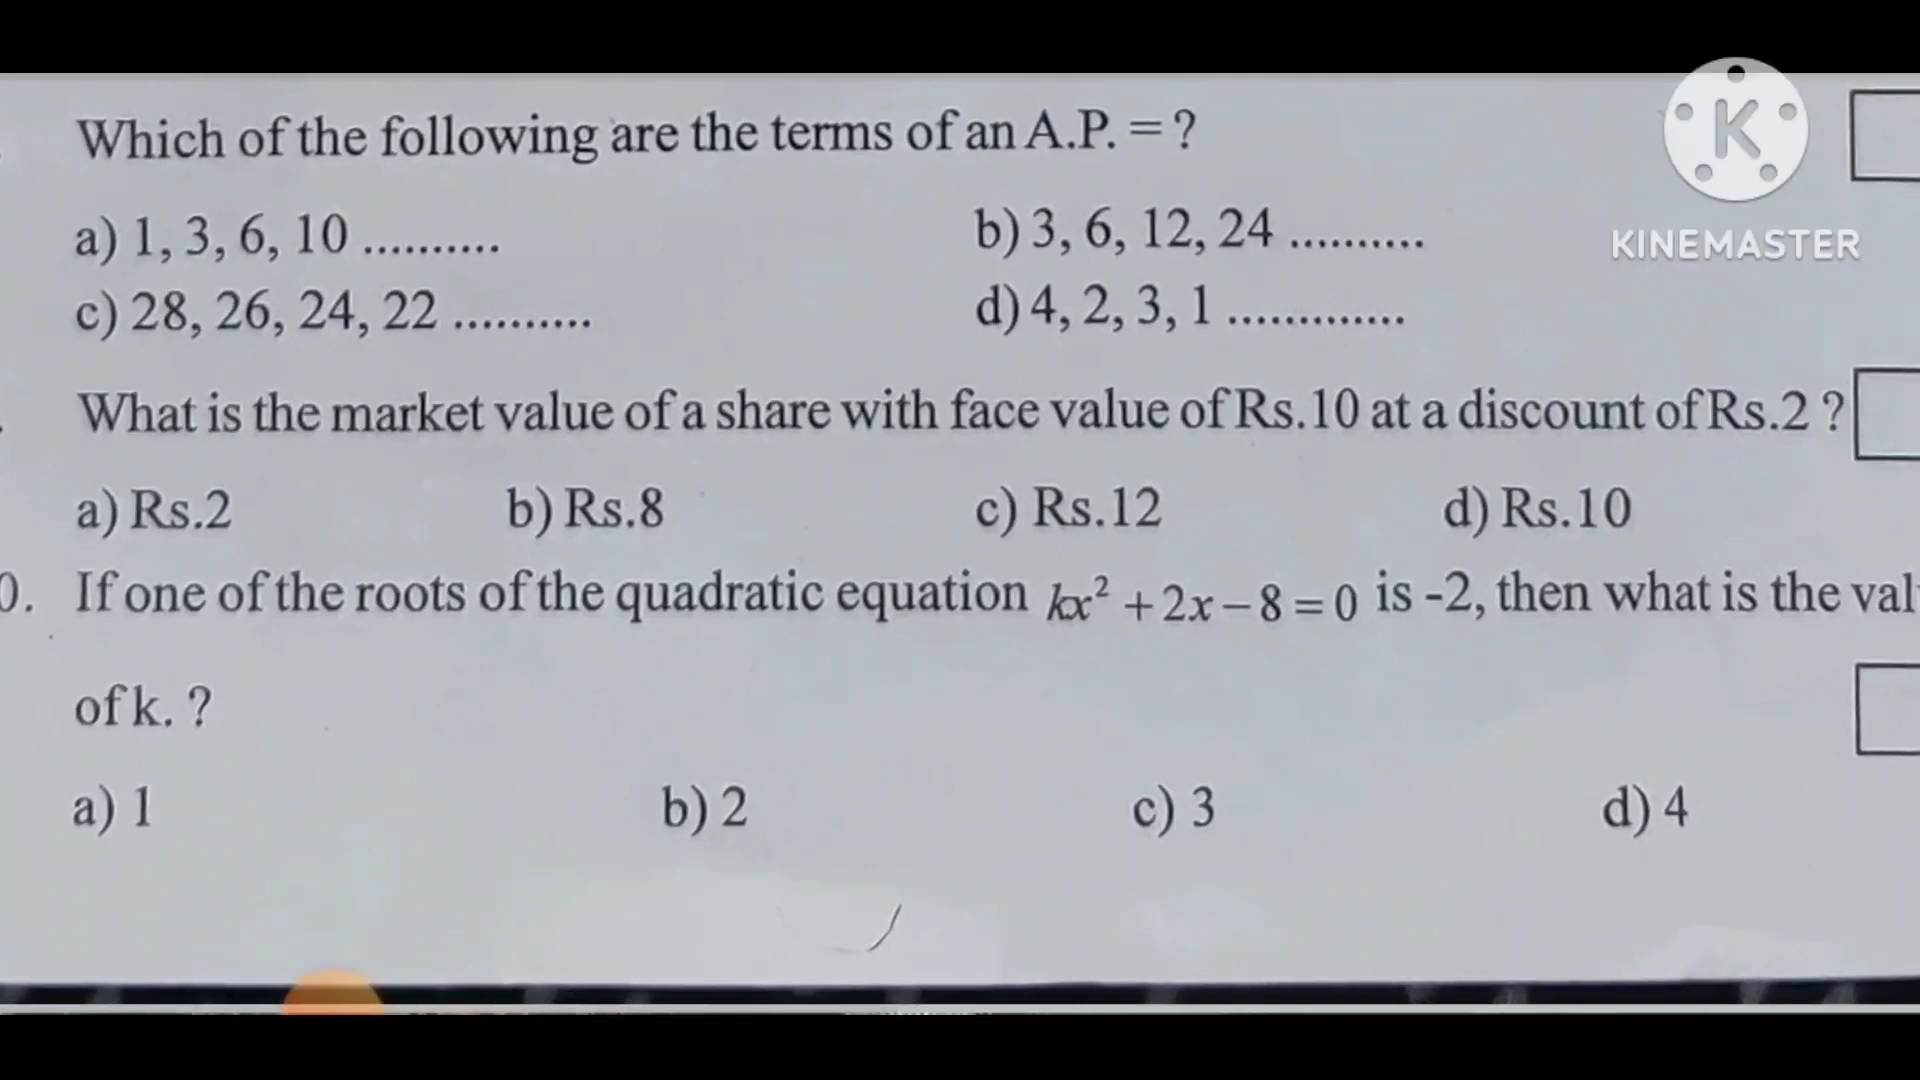 Which of the following are the terms of an A.P. = ?
K
KINEMASTER
a) 1, 3, 6, 10 ..........
b) 3, 6, 12, 24 ..........
c) 28, 26, 24, 22 ..........
d) 4, 2, 3, 1 .............
What is the market value of a share with face value of Rs.10 at a discount of Rs.2 ?
a) Rs.2
b) Rs.8
c) Rs.12
d) Rs.10
0. If one of the roots of the quadratic equation kx² + 2x − 8 = 0 is -2, then what is the
of k. ?
a) 1
b) 2
c) 3
d) 4